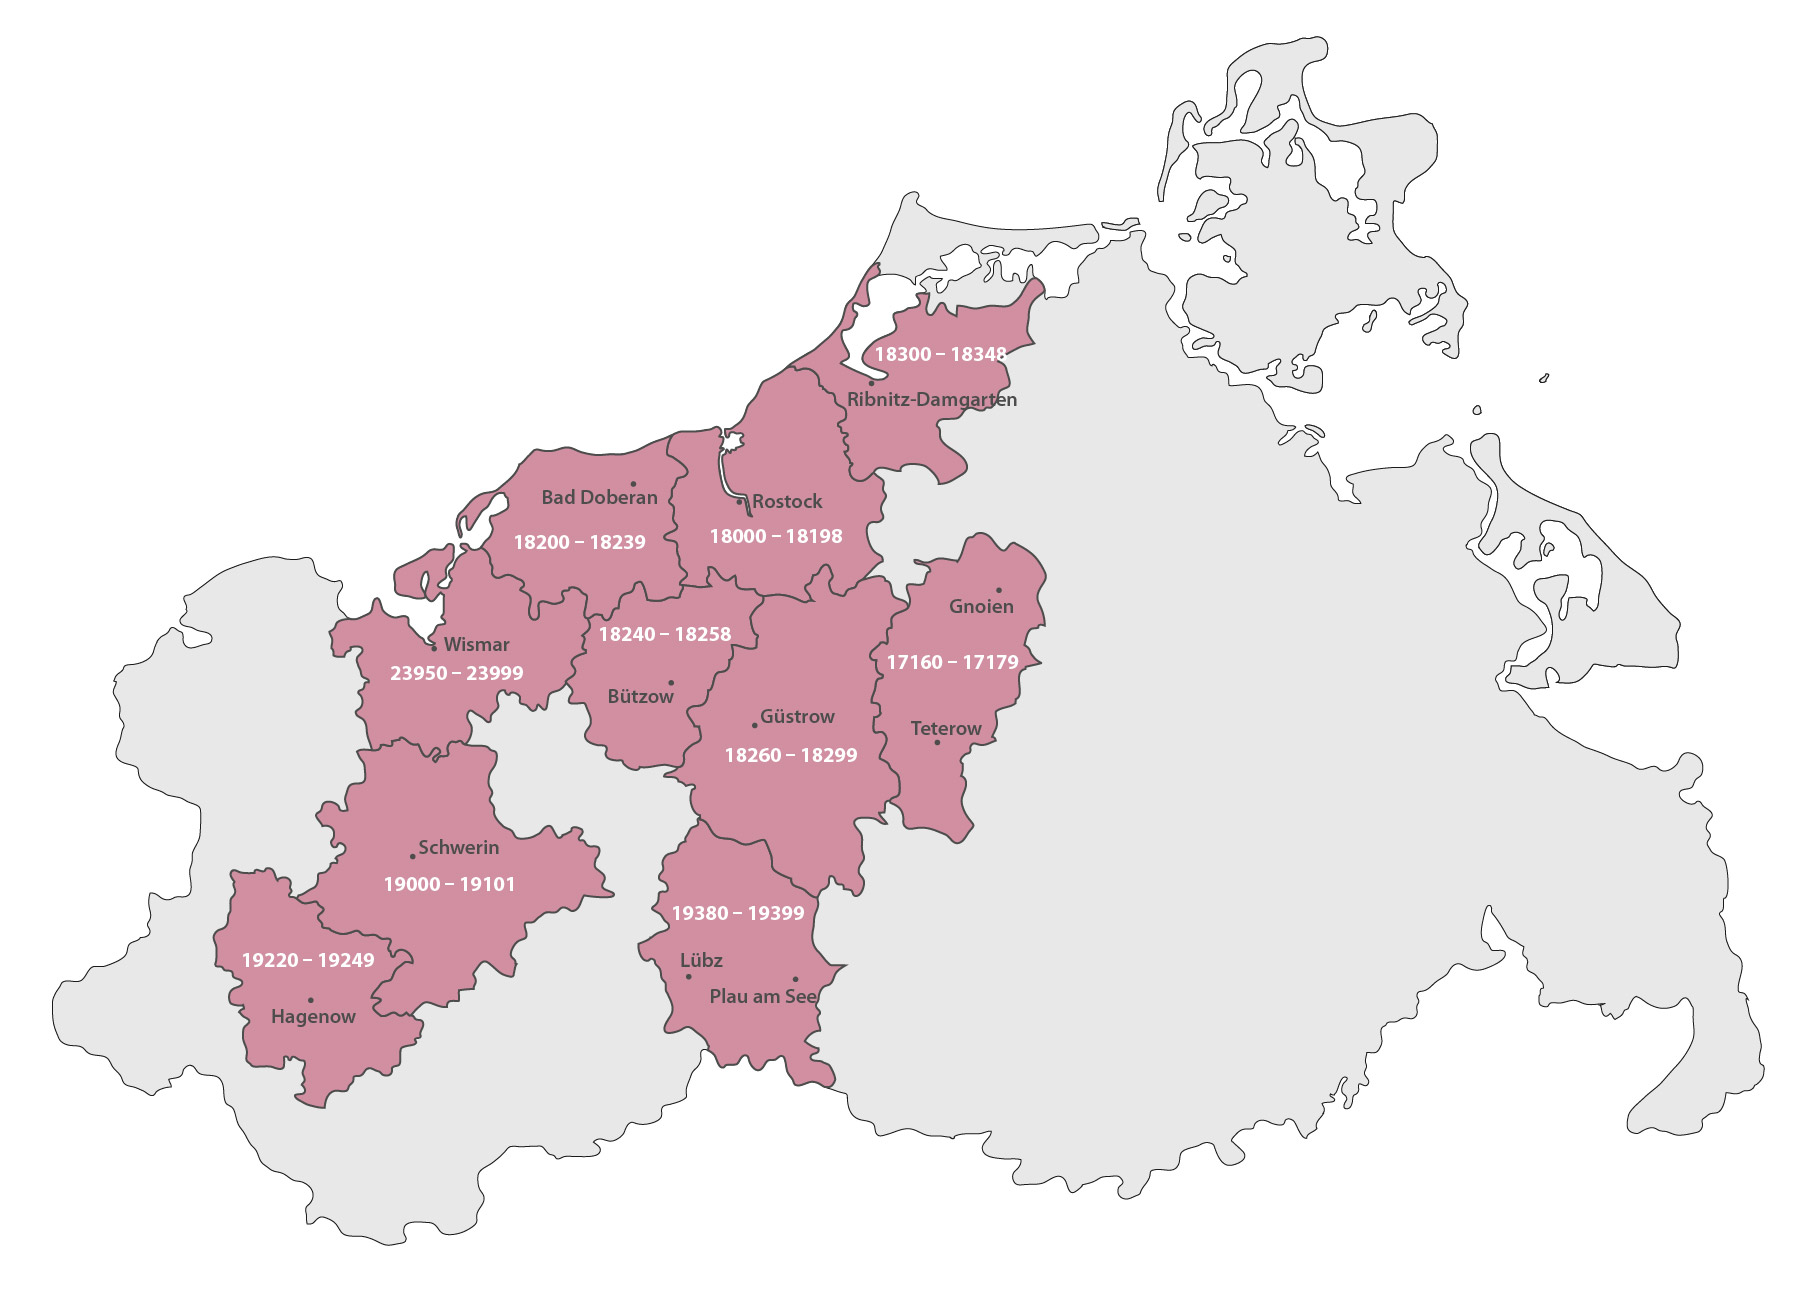 18300 – 18348
Ribnitz-Damgarten
Bad Doberan
18200 – 18239
Rostock
18000 – 18198
Gnoien
17160 – 17179
Teterow
Wismar
23950 – 23999
18240 – 18258
Bützow
Güstrow
18260 – 18299
Schwerin
19000 – 19101
19380 – 19399
Lübz
Plau am See
19220 – 19249
Hagenow